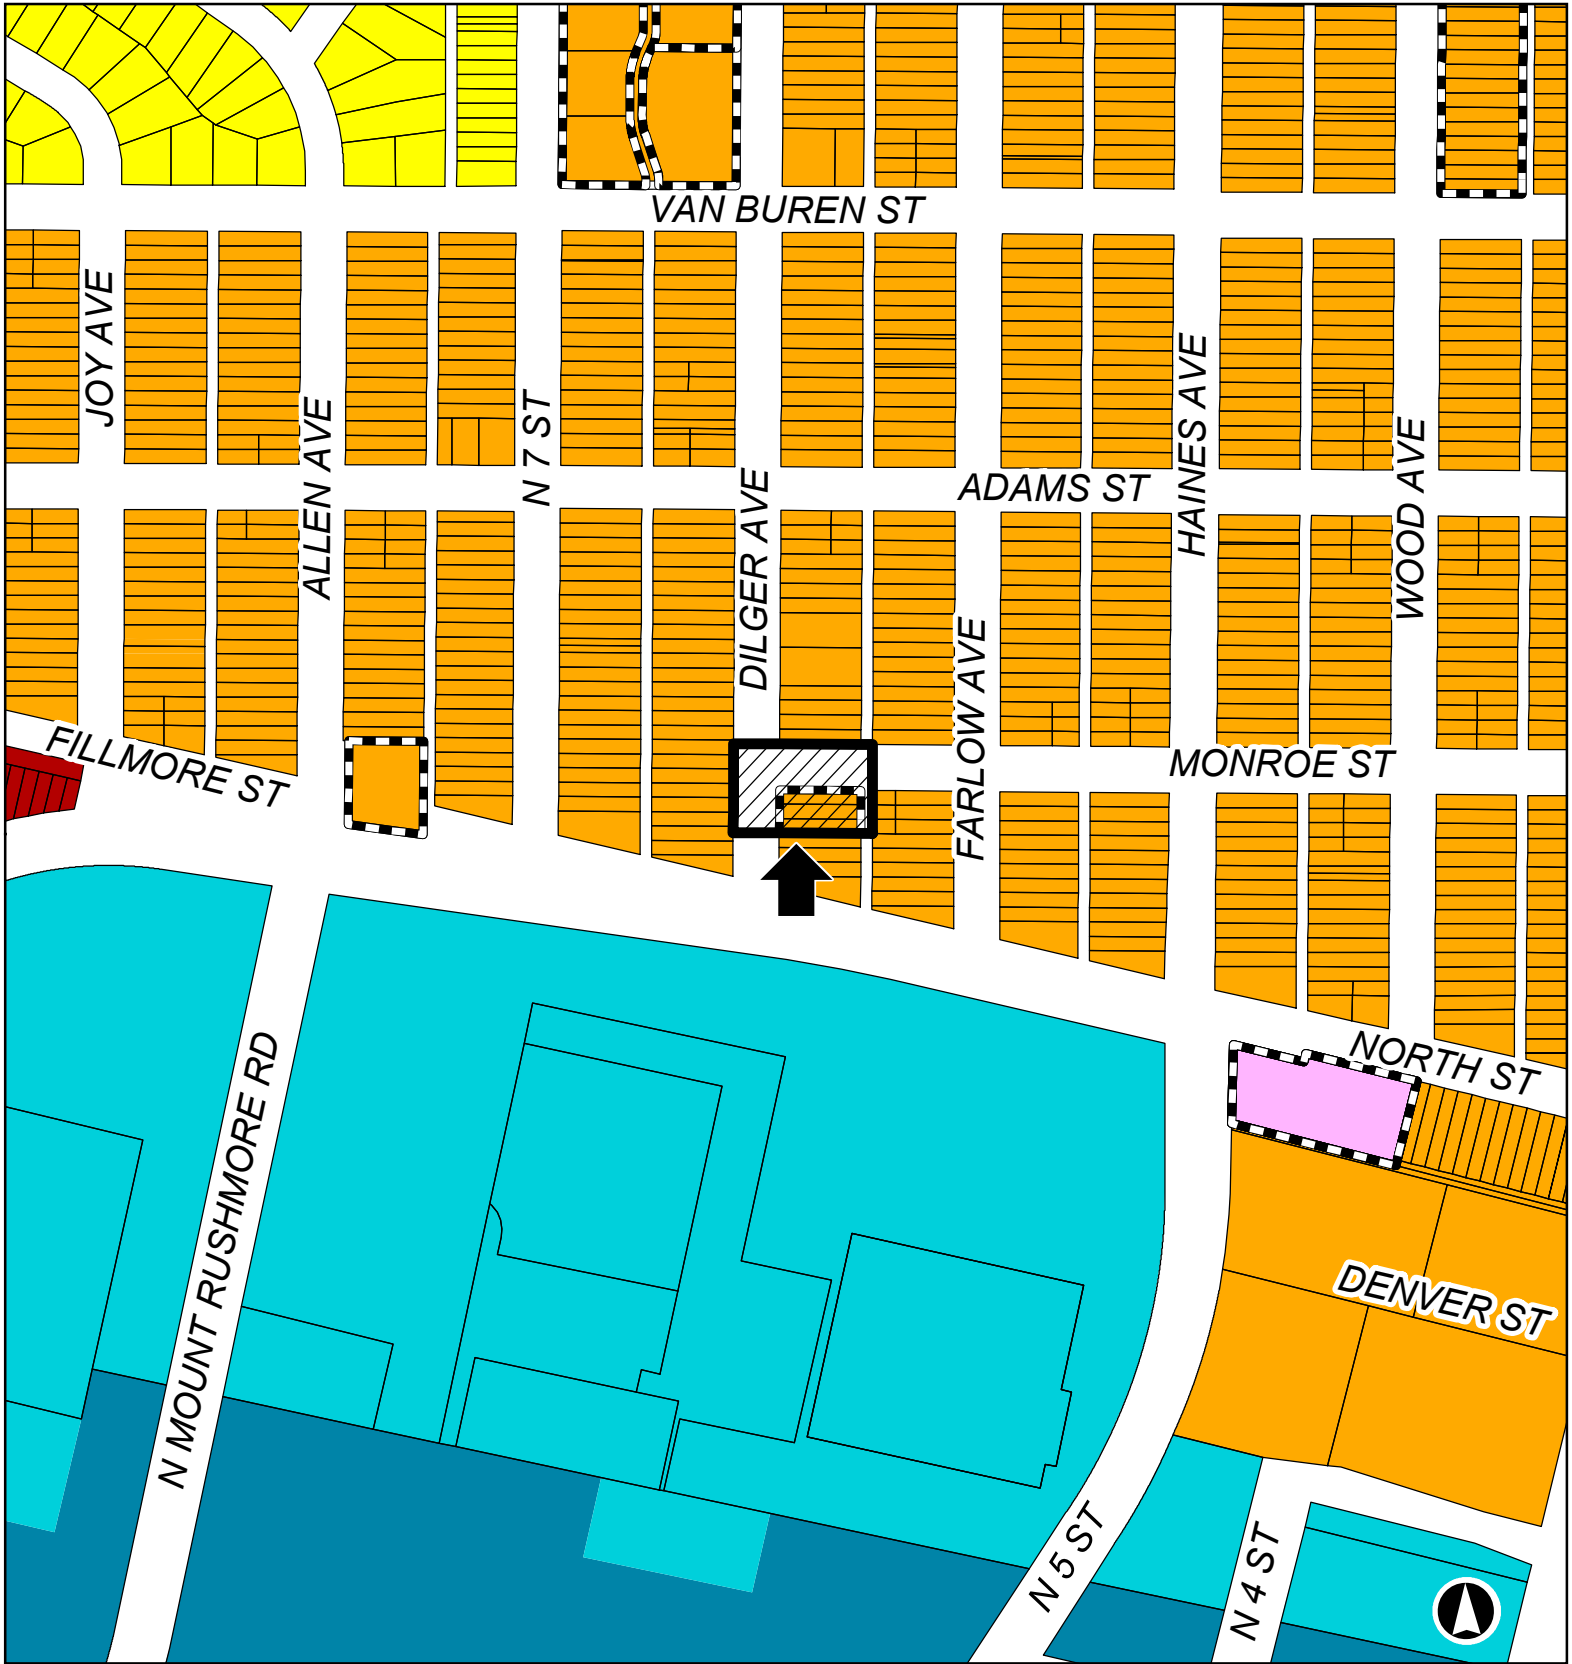 VAN BUREN ST
JOY AVE
ALLEN AVE
N 7 ST
DILGER AVE
ADAMS ST
HAINES AVE
WOOD AVE
FARLOW AVE
FILLMORE ST
MONROE ST
NORTH ST
N MOUNT RUSHMORE RD
DENVER ST
N 5 ST
N 4 ST